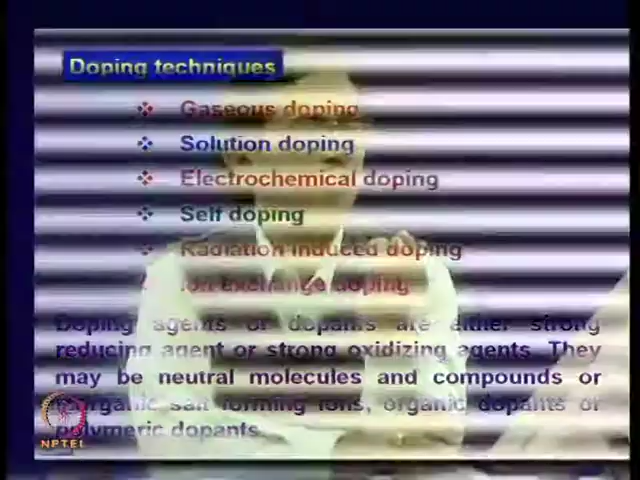 Doping techniques
Gaseous doping
Solution doping
Electrochemical doping
Self doping
Radiation induced doping
Ion exchange doping
Doping agents or dopants are either strong
reducing agent or strong oxidizing agents. They
may be neutral molecules and compounds or
inorganic salt forming ions, organic dopants or
polymeric dopants.
NPTEL